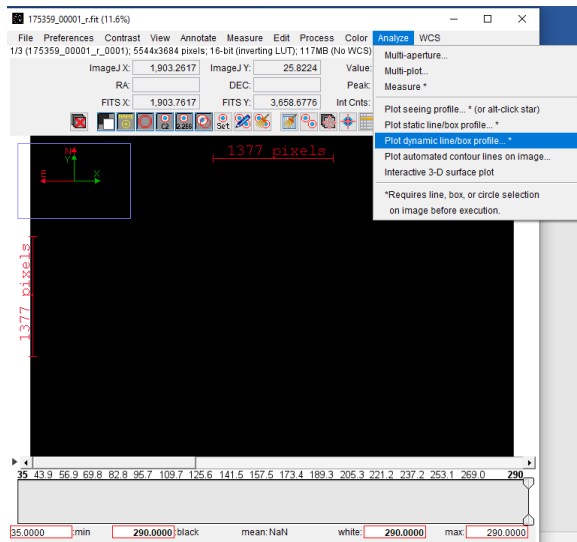 175359_00001_r.fit (11.6%)
File Preferences Contrast View Annotate Measure Edit Process Color Analyze WCS
1/3 (175359_00001_r_0001); 5544x3684 pixels; 16-bit (inverting LUT); 117MB (No WCS)
ImageJ X: 1,903.2617 ImageJ Y: 25.8224 Value:
RA: DEC: Peak:
FITS X: 1,903.7617 FITS Y: 3,658.6776 Int Cnts:
C2 2.256 Set
Multi-aperture...
Multi-plot...
Measure *
Plot seeing profile... * (or alt-click star)
Plot static line/box profile... *
Plot dynamic line/box profile... *
Plot automated contour lines on image...
Interactive 3-D surface plot
*Requires line, box, or circle selection
on image before execution.
1377 pixels
N
Y
E X
1377 pixels
35 43.9 56.9 69.8 82.8 95.7 109.7 125.6 141.5 157.5 173.4 189.3 205.3 221.2 237.2 253.1 269.0 290
35.0000 :min 290.0000 :black mean: NaN white: 290.0000 max: 290.0000